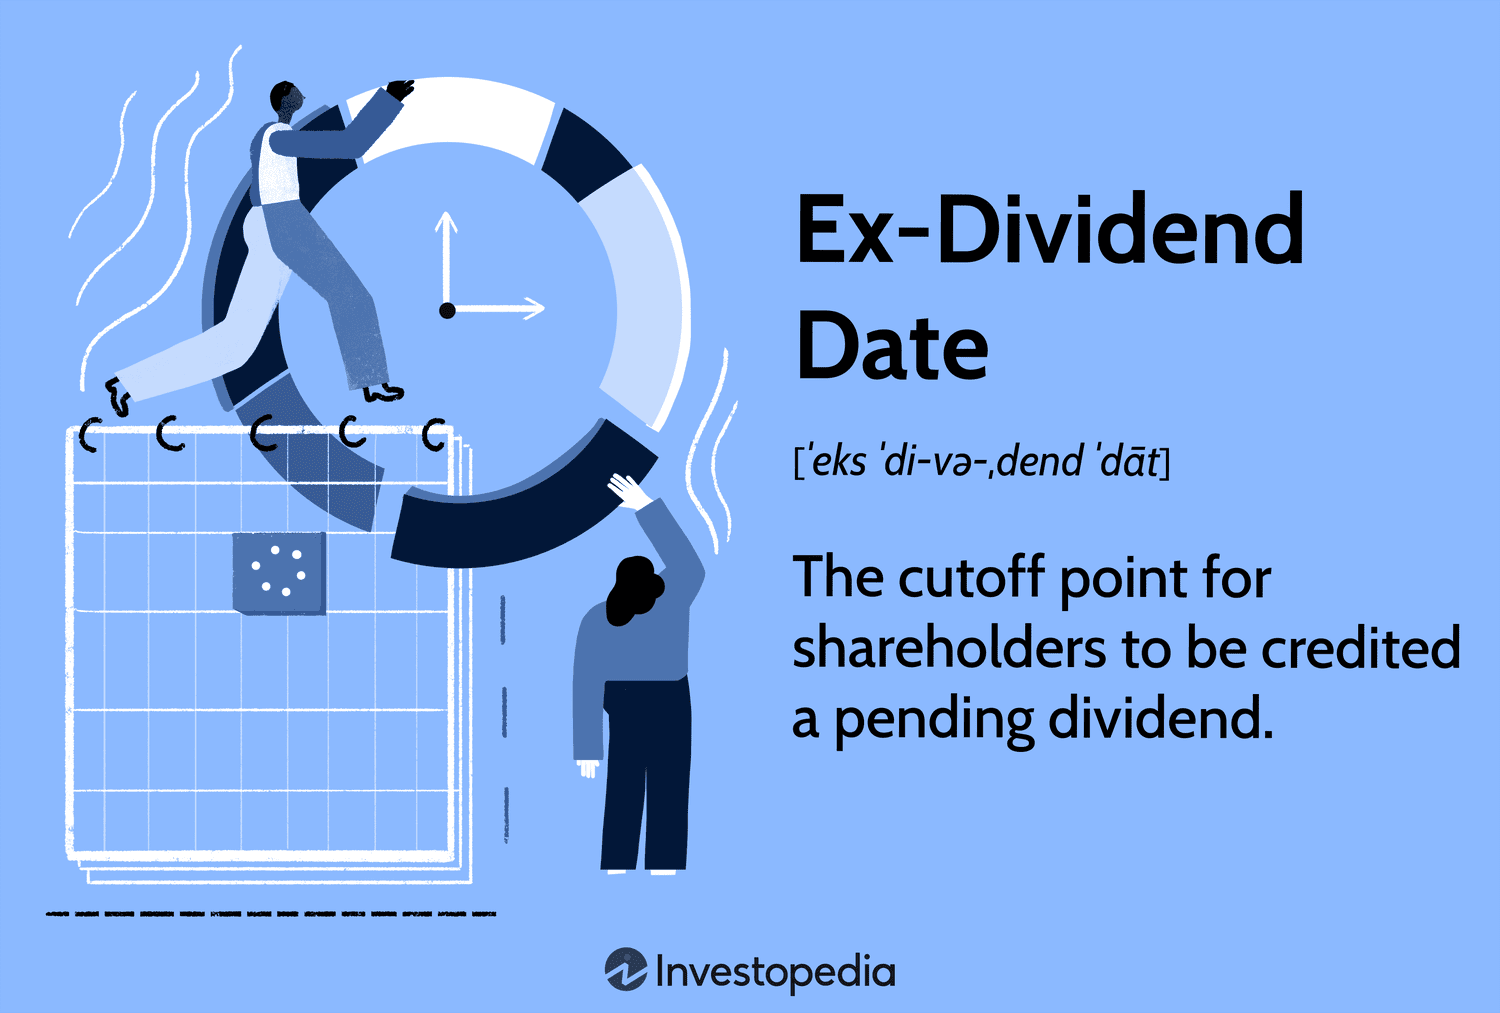 Ex-Dividend
Date
[ˈeks ˈdi-və-ˌdend ˈdāt]
The cutoff point for
shareholders to be credited
a pending dividend.
Investopedia